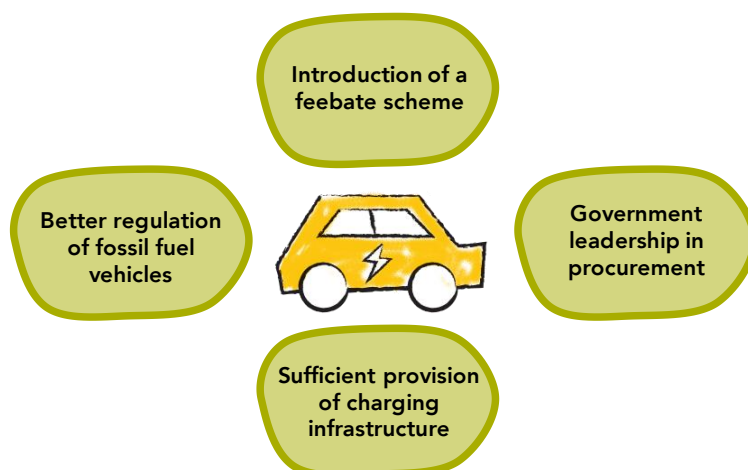 Introduction of a
feebate scheme
Better regulation
of fossil fuel
vehicles
Government
leadership in
procurement
Sufficient provision
of charging
infrastructure